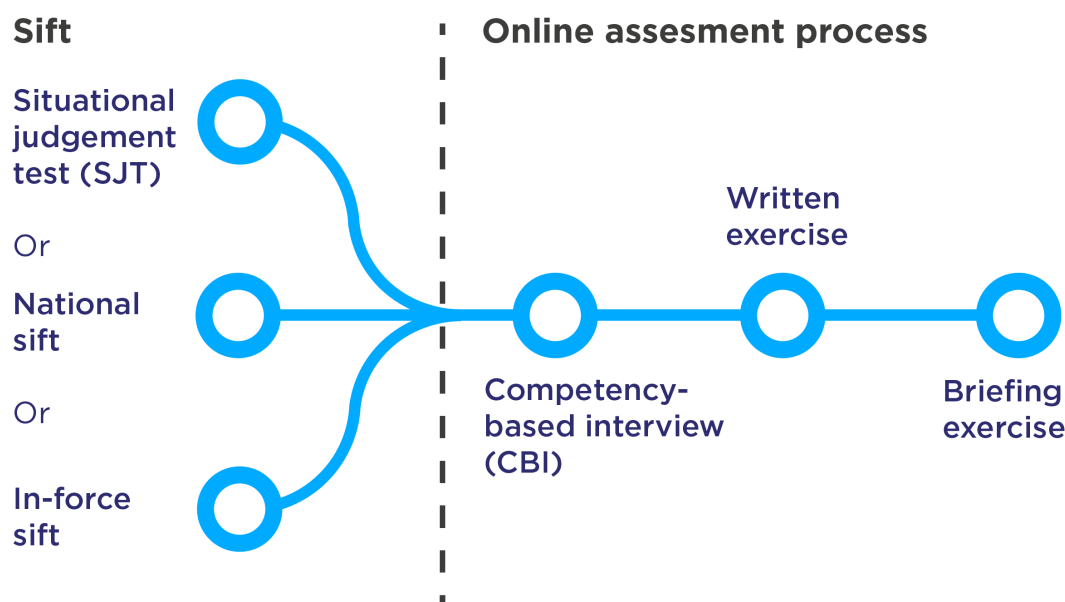 Sift
Online assesment process
Situational
judgement
test (SJT)
Or
National
sift
Or
In-force
sift
Competency-
based interview
(CBI)
Written
exercise
Briefing
exercise